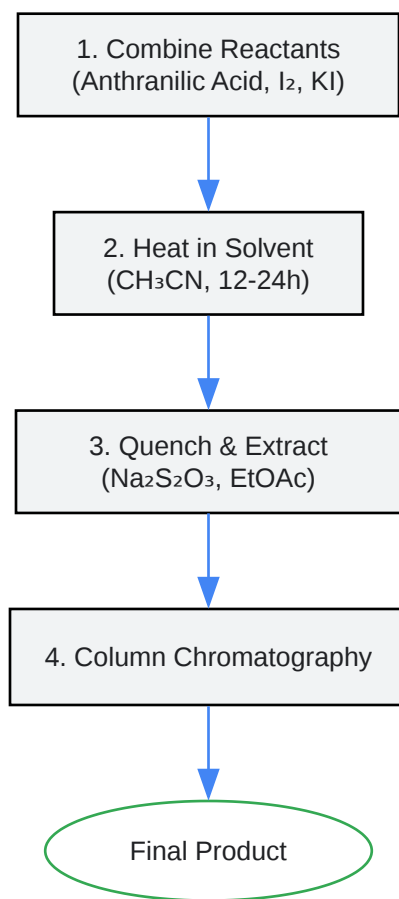 1. Combine Reactants
(Anthranilic Acid, I₂, KI)
2. Heat in Solvent
(CH₃CN, 12-24h)
3. Quench & Extract
(Na₂S₂O₃, EtOAc)
4. Column Chromatography
Final Product